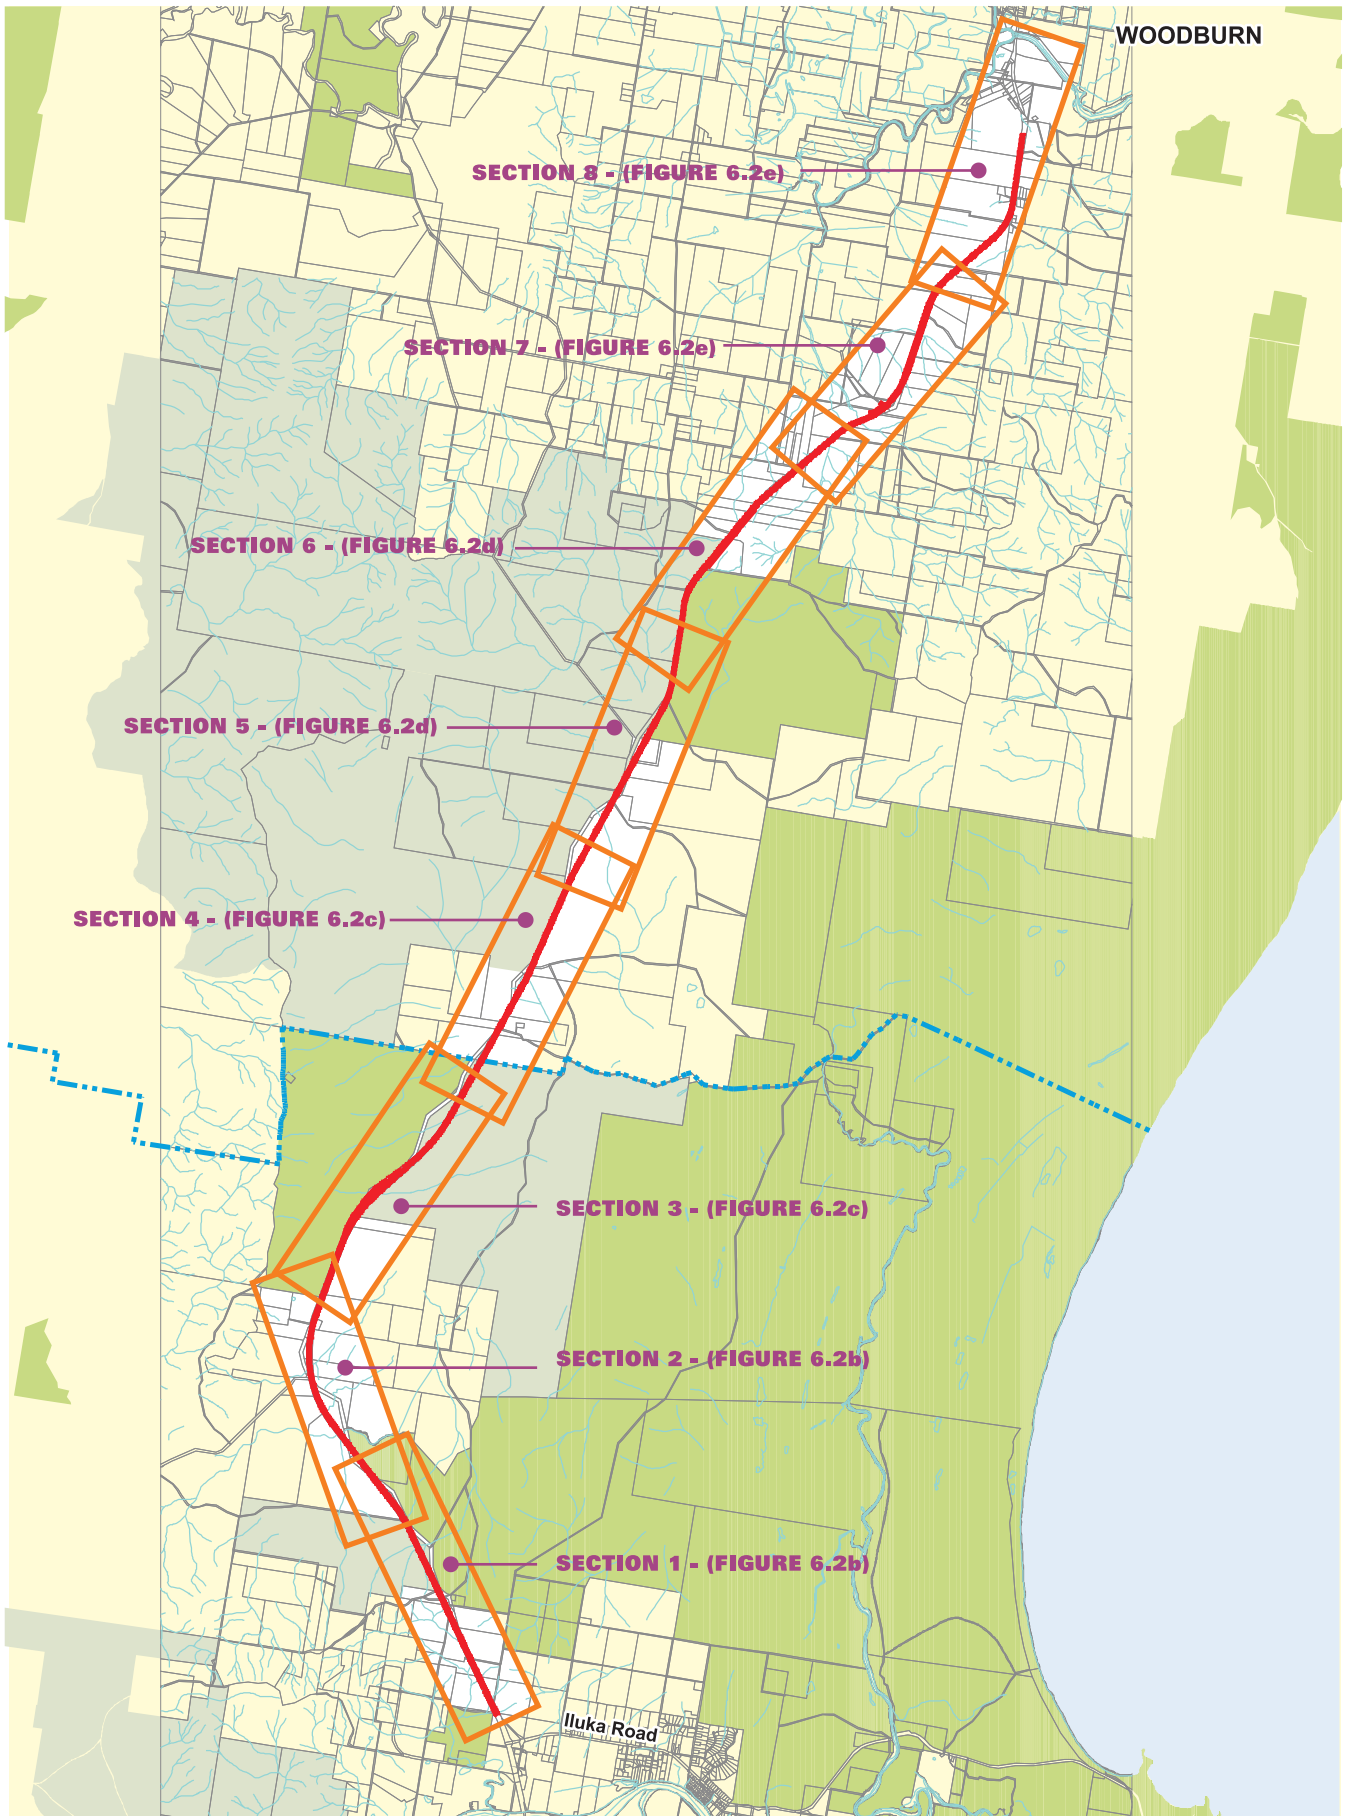 WOODBURN
SECTION 8 - (FIGURE 6.2e)
SECTION 7 - (FIGURE 6.2e)
SECTION 6 - (FIGURE 6.2d)
SECTION 5 - (FIGURE 6.2d)
SECTION 4 - (FIGURE 6.2c)
SECTION 3 - (FIGURE 6.2c)
SECTION 2 - (FIGURE 6.2b)
SECTION 1 - (FIGURE 6.2b)
Iluka Road